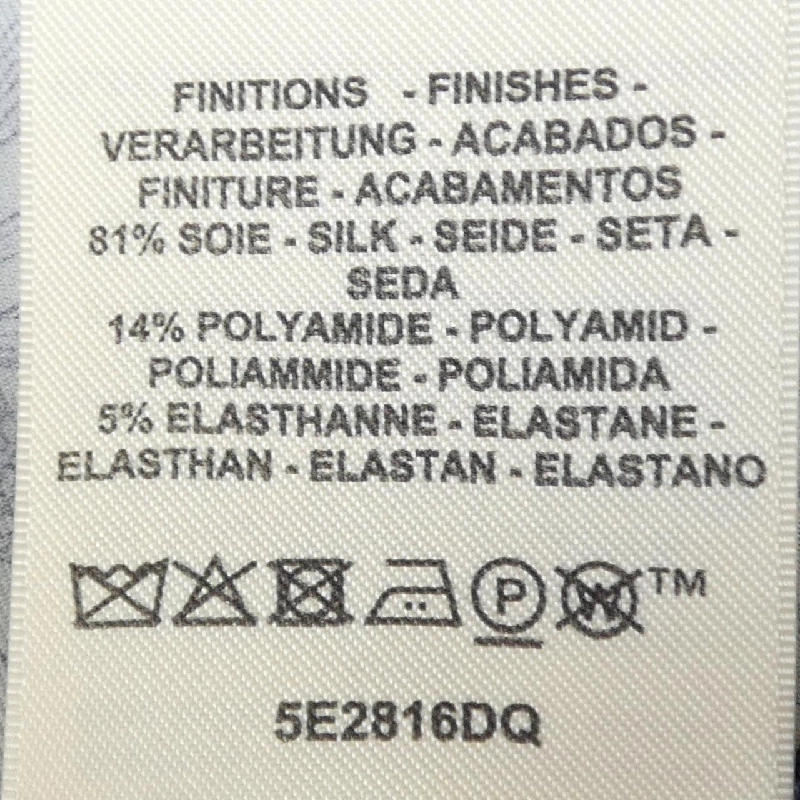 FINITIONS - FINISHES -
VERARBEITUNG - ACABADOS -
FINITURE - ACABAMENTOS
81% SOIE - SILK - SEIDE - SETA -
SEDA
14% POLYAMIDE - POLYAMID -
POLIAMMIDE - POLIAMIDA
5% ELASTHANNE - ELASTANE -
ELASTHAN - ELASTAN - ELASTANO
P W TM
5E2816DQ